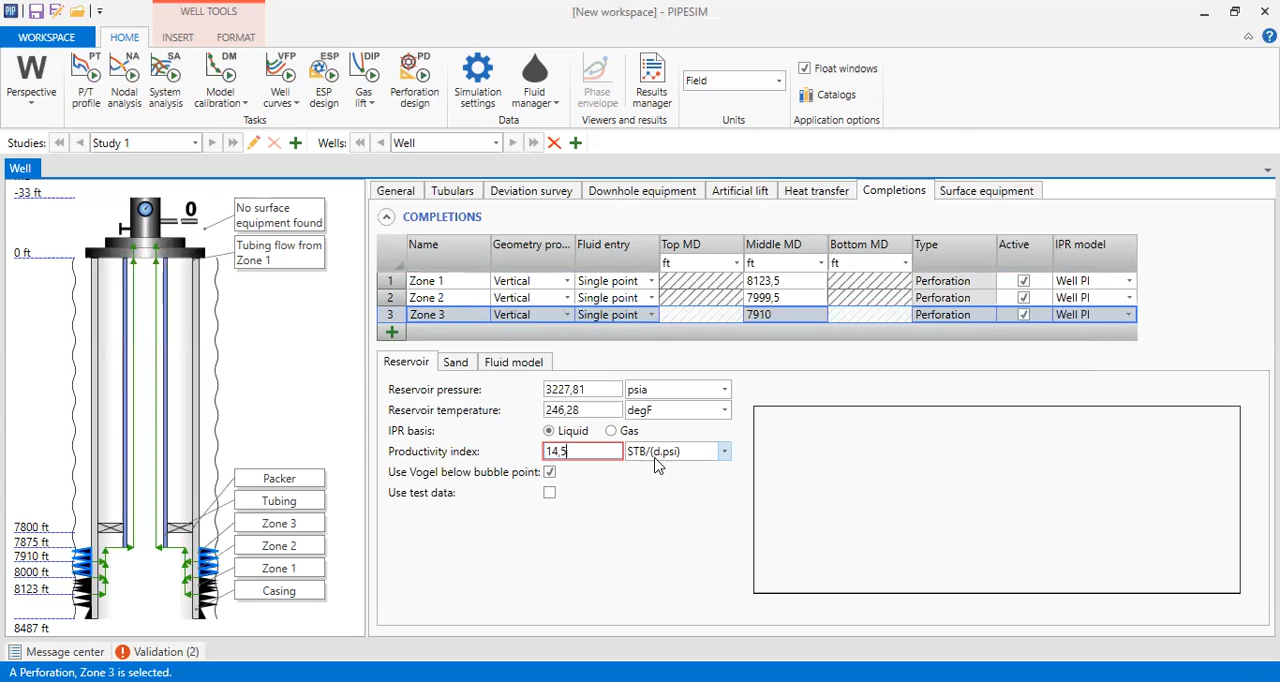 PIP
WELL TOOLS
[New workspace] - PIPESIM
WORKSPACE HOME INSERT FORMAT
Perspective
PT P/T profile
NA Nodal analysis
SA System analysis
DM Model calibration
VFP Well curves
ESP ESP design
DIP Gas lift
PD Perforation design
Simulation settings
Fluid manager
Phase envelope
Results manager
Field
Float windows
Catalogs
Tasks Data Viewers and results Units Application options
Studies: Study 1 Wells: Well
Well
-33 ft
0
No surface equipment found
0 ft
Tubing flow from Zone 1
Packer
Tubing
7800 ft
Zone 3
7875 ft
7910 ft
Zone 2
8000 ft
Zone 1
8123 ft
Casing
8487 ft
General Tubulars Deviation survey Downhole equipment Artificial lift Heat transfer Completions Surface equipment
COMPLETIONS
Name Geometry pro... Fluid entry Top MD Middle MD Bottom MD Type Active IPR model
ft ft ft
1 Zone 1 Vertical Single point 8123,5 Perforation Well PI
2 Zone 2 Vertical Single point 7999,5 Perforation Well PI
3 Zone 3 Vertical Single point 7910 Perforation Well PI
Reservoir Sand Fluid model
Reservoir pressure: 3227,81 psia
Reservoir temperature: 246,28 degF
IPR basis: Liquid Gas
Productivity index: 14,5 STB/(d.psi)
Use Vogel below bubble point:
Use test data:
Message center Validation (2)
A Perforation, Zone 3 is selected.